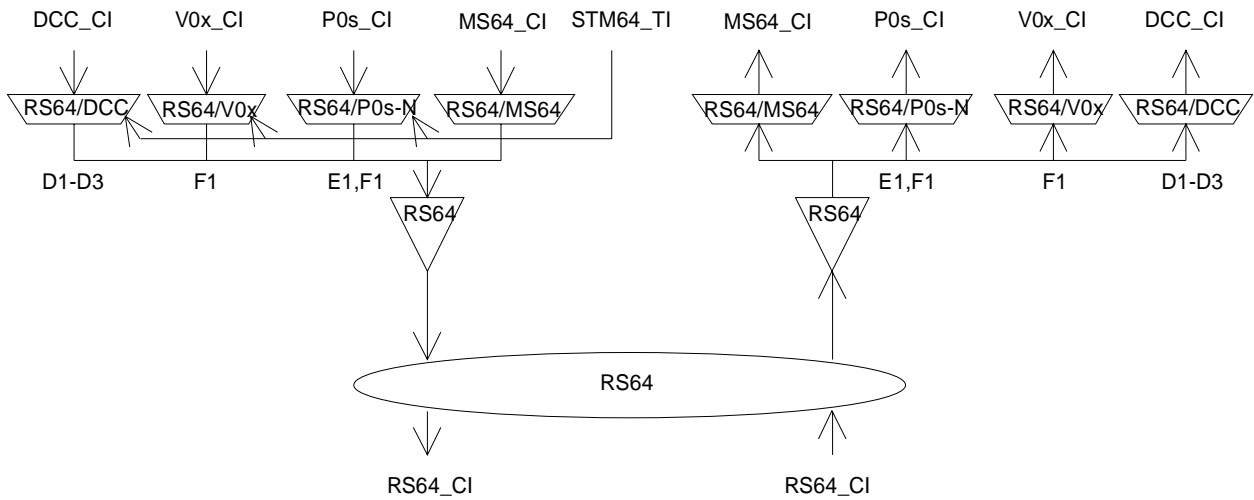 DCC_CI V0x_CI P0s_CI MS64_CI STM64_TI MS64_CI P0s_CI V0x_CI DCC_CI
RS64/DCC RS64/V0x RS64/P0s-N RS64/MS64 RS64/MS64 RS64/P0s-N RS64/V0x RS64/DCC
D1-D3 F1 E1,F1 E1,F1 F1 D1-D3
RS64 RS64
RS64
RS64_CI RS64_CI